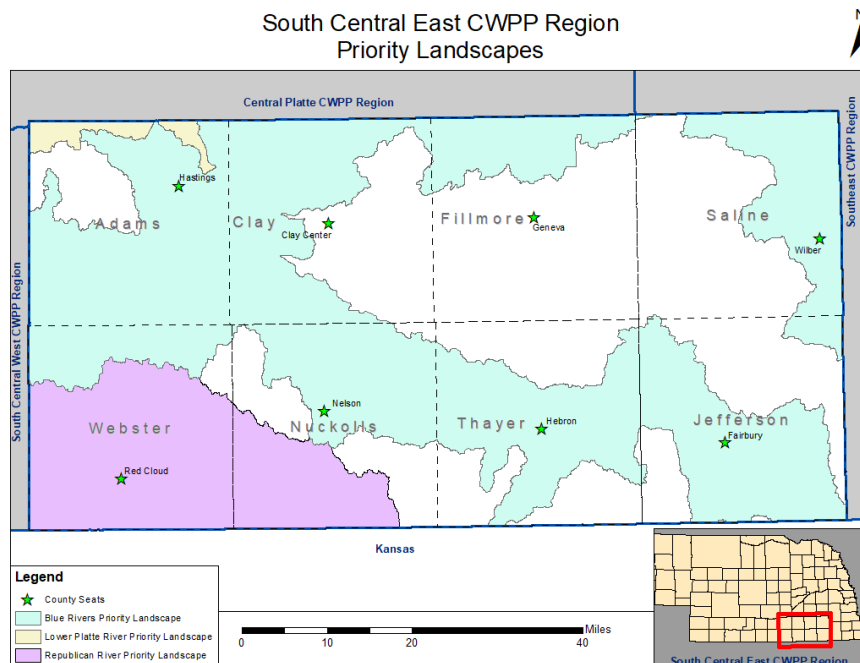 South Central East CWPP Region
Priority Landscapes
N
Central Platte CWPP Region
South Central West CWPP Region
Southeast CWPP Region
Hastings
Adams
Clay
Clay Center
Fillmore
Geneva
Saline
Wilber
Webster
Red Cloud
Nelson
Nuckolls
Thayer
Hebron
Jefferson
Fairbury
Kansas
Legend
County Seats
Blue Rivers Priority Landscape
Lower Platte River Priority Landscape
Republican River Priority Landscape
Miles
0 10 20 40
South Central East CWPP Region